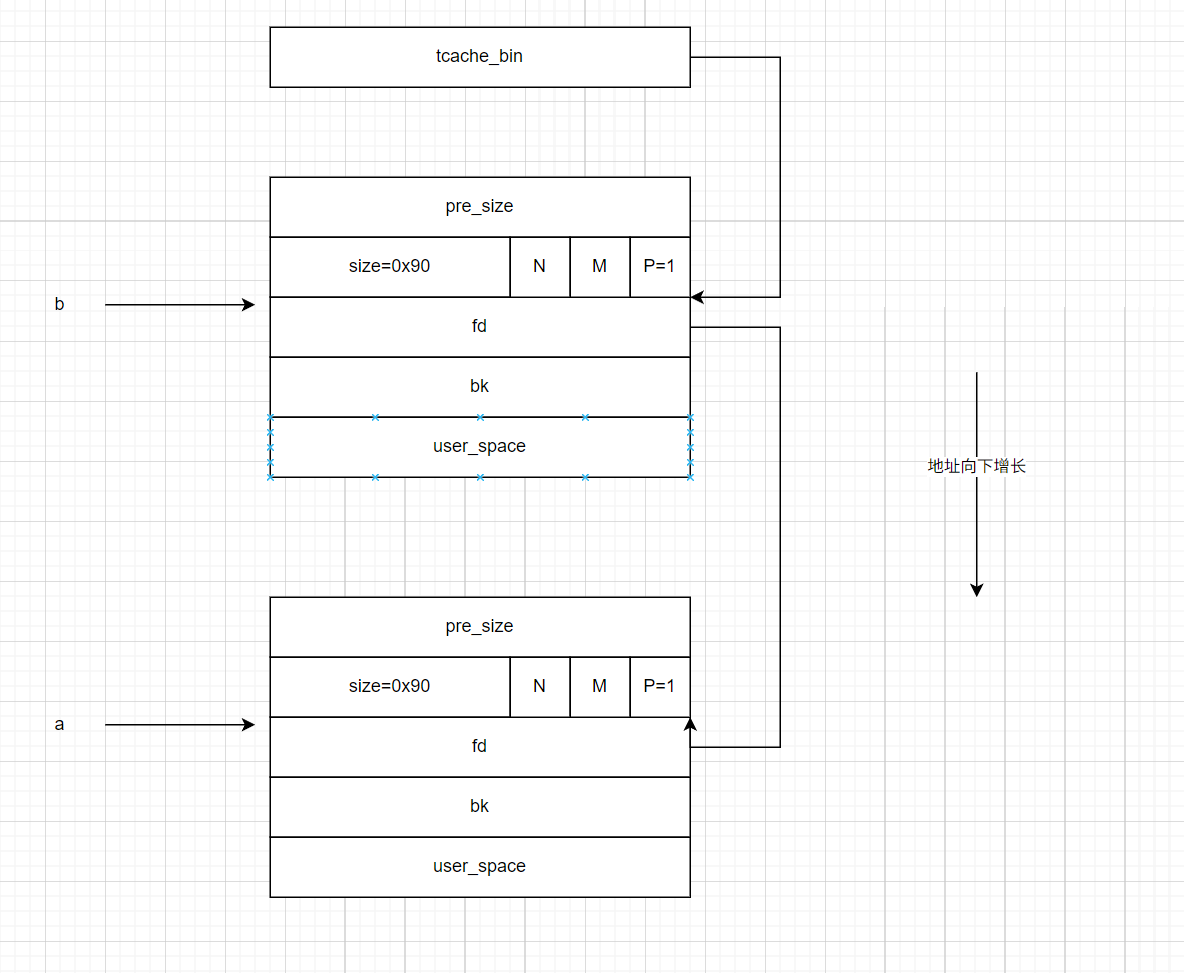 tcache_bin
pre_size
size=0x90 N M P=1
b
fd
bk
user_space
地址向下增长
pre_size
size=0x90 N M P=1
a
fd
bk
user_space